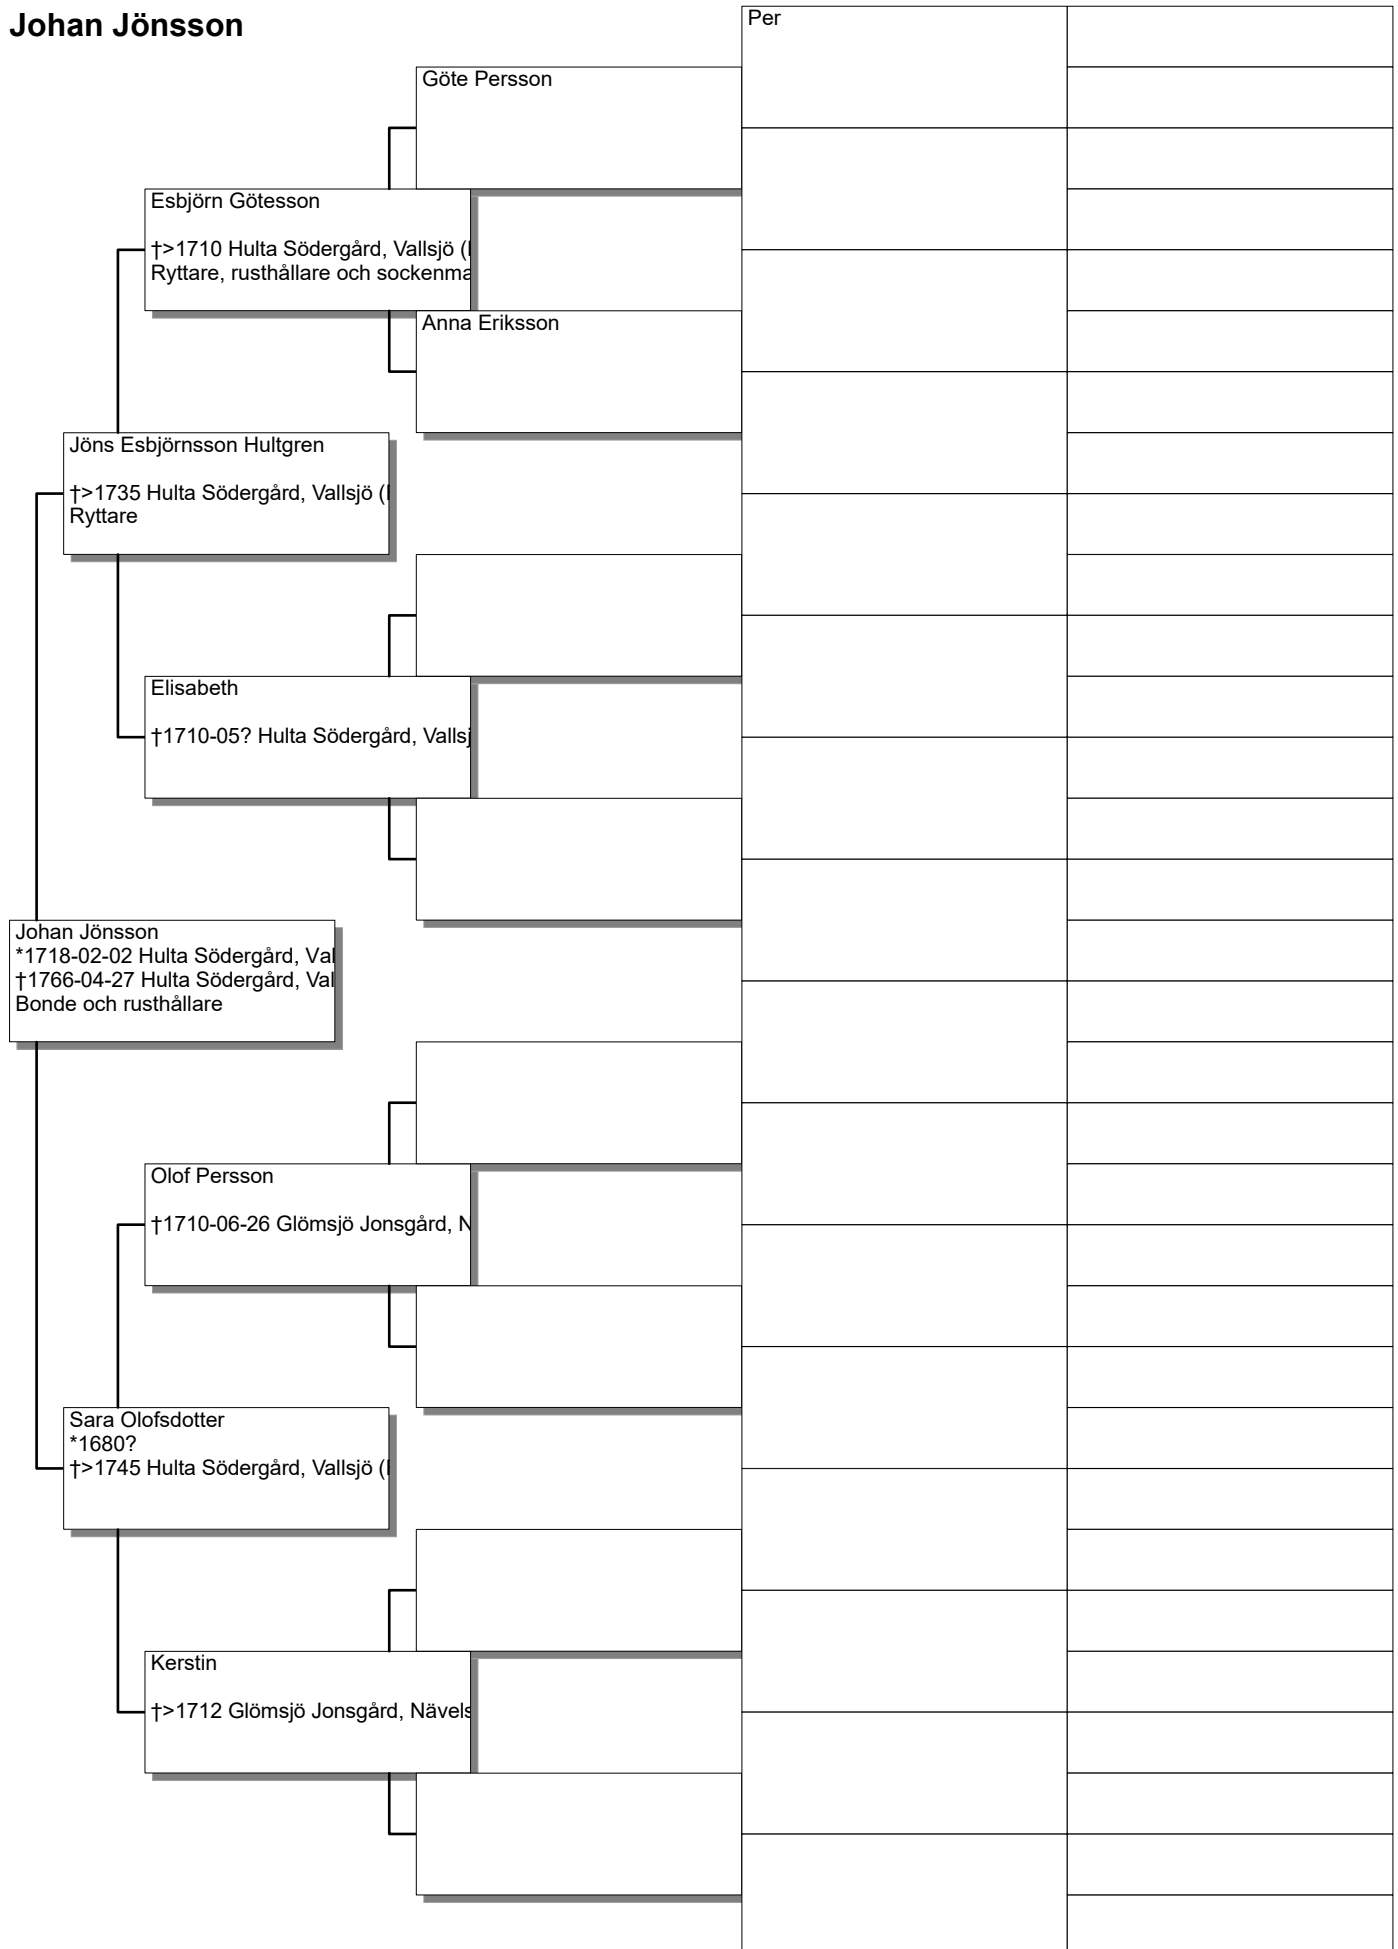 Johan Jönsson
Per
Göte Persson
Esbjörn Götesson
†>1710 Hulta Södergård, Vallsjö (
Ryttare, rusthållare och sockenma
Anna Eriksson
Jöns Esbjörnsson Hultgren
†>1735 Hulta Södergård, Vallsjö (
Ryttare
Elisabeth
†1710-05? Hulta Södergård, Vallsj
Johan Jönsson
*1718-02-02 Hulta Södergård, Val
†1766-04-27 Hulta Södergård, Val
Bonde och rusthållare
Olof Persson
†1710-06-26 Glömsjö Jonsgård, N
Sara Olofsdotter
*1680?
†>1745 Hulta Södergård, Vallsjö (
Kerstin
†>1712 Glömsjö Jonsgård, Nävels